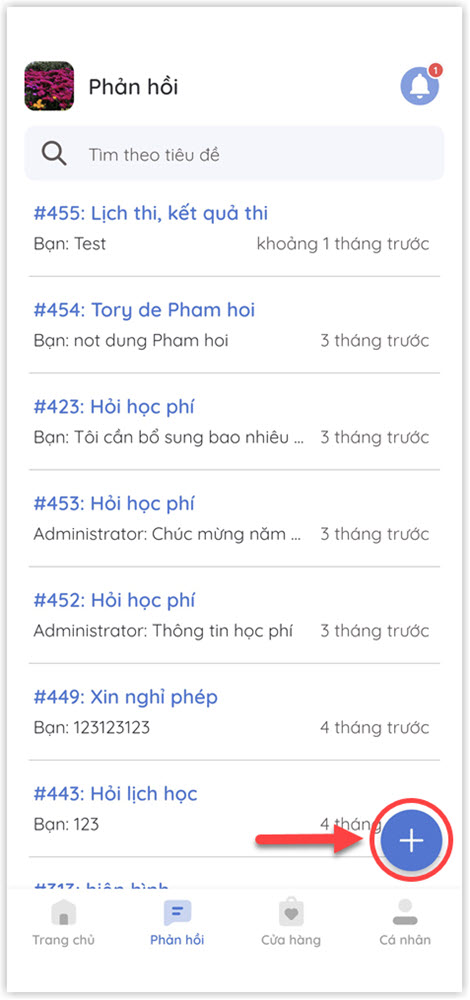 Phản hồi
1
Tìm theo tiêu đề
#455: Lịch thi, kết quả thi
Bạn: Test khoảng 1 tháng trước
#454: Tory de Pham hoi
Bạn: not dung Pham hoi 3 tháng trước
#423: Hỏi học phí
Bạn: Tôi cần bổ sung bao nhiêu ... 3 tháng trước
#453: Hỏi học phí
Administrator: Chúc mừng năm ... 3 tháng trước
#452: Hỏi học phí
Administrator: Thông tin học phí 3 tháng trước
#449: Xin nghỉ phép
Bạn: 123123123 4 tháng trước
#443: Hỏi lịch học
Bạn: 123 4 tháng
Trang chủ Phản hồi Cửa hàng Cá nhân